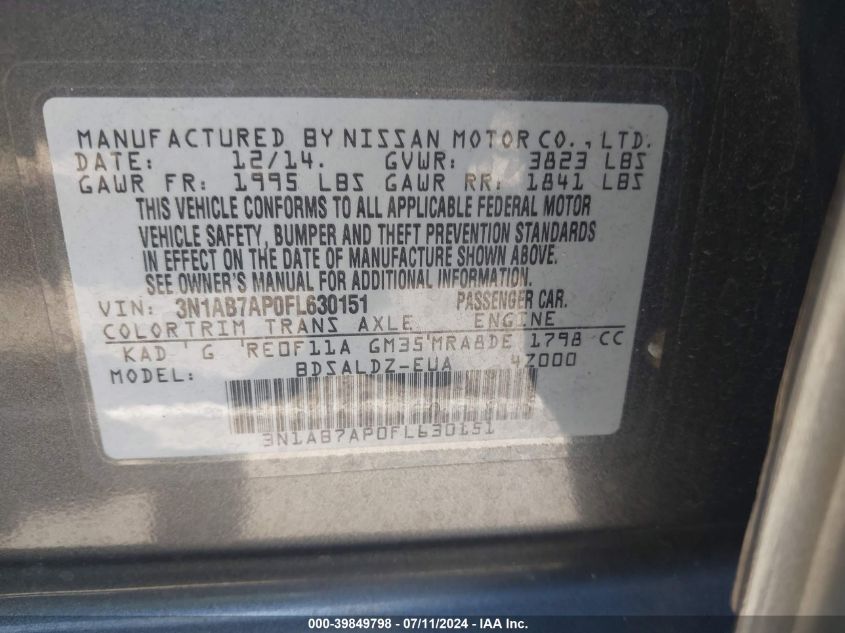 MANUFACTURED BY NISSAN MOTOR CO., LTD.
DATE: 12/14. GVWR: 3823 LBS
GAWR FR: 1995 LBS GAWR RR: 1841 LBS
THIS VEHICLE CONFORMS TO ALL APPLICABLE FEDERAL MOTOR
VEHICLE SAFETY, BUMPER AND THEFT PREVENTION STANDARDS
IN EFFECT ON THE DATE OF MANUFACTURE SHOWN ABOVE.
SEE OWNER'S MANUAL FOR ADDITIONAL INFORMATION.
VIN: 3N1AB7AP0FL630151 PASSENGER CAR.
COLORTRIM TRANS AXLE ENGINE
KAD ' G 'RE0F11A GM35'MRA8DE 1798 CC
MODEL: BDSALDZ-EUA 4Z000
3N1AB7AP0FL630151
000-39849798 - 07/11/2024 - IAA Inc.